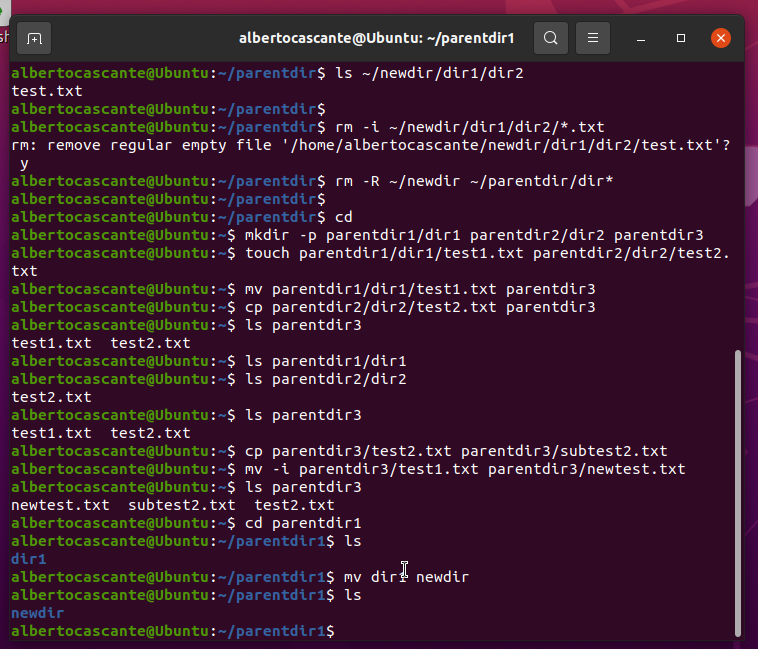 sh
albertocascante@Ubuntu: ~/parentdir1
albertocascante@Ubuntu:~/parentdir$ ls ~/newdir/dir1/dir2
test.txt
albertocascante@Ubuntu:~/parentdir$
albertocascante@Ubuntu:~/parentdir$ rm -i ~/newdir/dir1/dir2/*.txt
rm: remove regular empty file '/home/albertocascante/newdir/dir1/dir2/test.txt'?
y
albertocascante@Ubuntu:~/parentdir$ rm -R ~/newdir ~/parentdir/dir*
albertocascante@Ubuntu:~/parentdir$
albertocascante@Ubuntu:~/parentdir$ cd
albertocascante@Ubuntu:~$ mkdir -p parentdir1/dir1 parentdir2/dir2 parentdir3
albertocascante@Ubuntu:~$ touch parentdir1/dir1/test1.txt parentdir2/dir2/test2.
txt
albertocascante@Ubuntu:~$ mv parentdir1/dir1/test1.txt parentdir3
albertocascante@Ubuntu:~$ cp parentdir2/dir2/test2.txt parentdir3
albertocascante@Ubuntu:~$ ls parentdir3
test1.txt  test2.txt
albertocascante@Ubuntu:~$ ls parentdir1/dir1
albertocascante@Ubuntu:~$ ls parentdir2/dir2
test2.txt
albertocascante@Ubuntu:~$ ls parentdir3
test1.txt  test2.txt
albertocascante@Ubuntu:~$ cp parentdir3/test2.txt parentdir3/subtest2.txt
albertocascante@Ubuntu:~$ mv -i parentdir3/test1.txt parentdir3/newtest.txt
albertocascante@Ubuntu:~$ ls parentdir3
newtest.txt  subtest2.txt  test2.txt
albertocascante@Ubuntu:~$ cd parentdir1
albertocascante@Ubuntu:~/parentdir1$ ls
dir1
albertocascante@Ubuntu:~/parentdir1$ mv dir1 newdir
albertocascante@Ubuntu:~/parentdir1$ ls
newdir
albertocascante@Ubuntu:~/parentdir1$